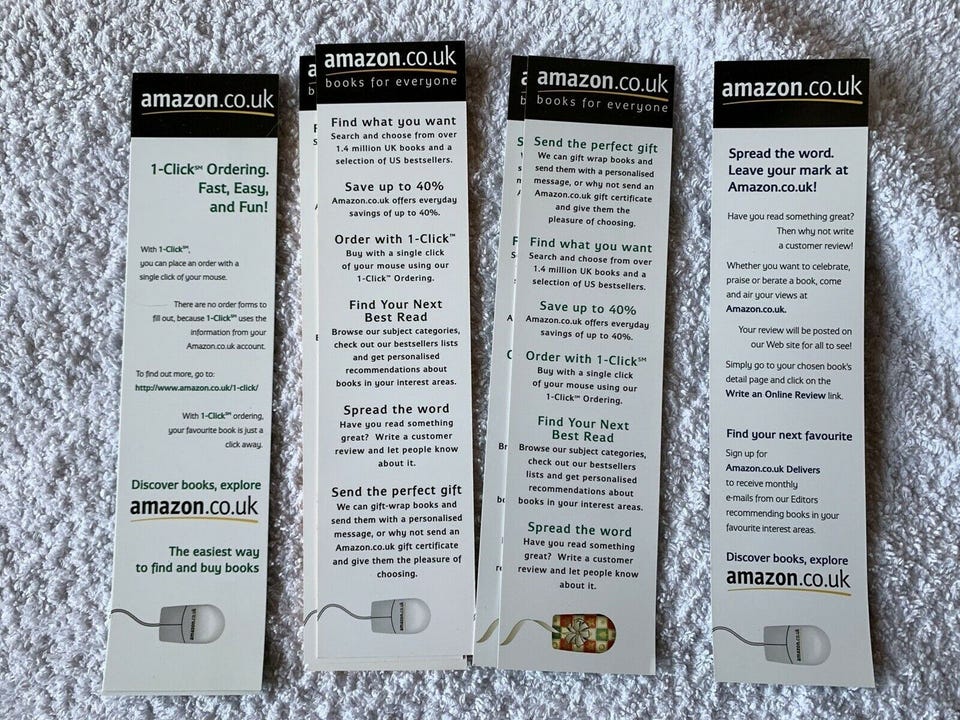 amazon.co.uk
1-Click℠ Ordering.
Fast, Easy,
and Fun!
With 1-Click℠,
you can place an order with a
single click of your mouse.
There are no order forms to
fill out, because 1-Click℠ uses the
information from your
Amazon.co.uk account.
To find out more, go to:
http://www.amazon.co.uk/1-click/
With 1-Click℠ ordering,
your favourite book is just a
click away.
Discover books, explore
amazon.co.uk
The easiest way
to find and buy books
amazon.co.uk
books for everyone
Find what you want
Search and choose from over
1.4 million UK books and a
selection of US bestsellers.
Save up to 40%
Amazon.co.uk offers everyday
savings of up to 40%.
Order with 1-Click™
Buy with a single click
of your mouse using our
1-Click™ Ordering.
Find Your Next
Best Read
Browse our subject categories,
check out our bestsellers lists
and get personalised
recommendations about
books in your interest areas.
Spread the word
Have you read something
great? Write a customer
review and let people know
about it.
Send the perfect gift
We can gift-wrap books and
send them with a personalised
message, or why not send an
Amazon.co.uk gift certificate
and give them the pleasure of
choosing.
amazon.co.uk
books for everyone
Send the perfect gift
We can gift wrap books and
send them with a personalised
message, or why not send an
Amazon.co.uk gift certificate
and give them the
pleasure of choosing.
Find what you want
Search and choose from over
1.4 million UK books and a
selection of US bestsellers.
Save up to 40%
Amazon.co.uk offers everyday
savings of up to 40%.
Order with 1-Click℠
Buy with a single click
of your mouse using our
1-Click℠ Ordering.
Find Your Next
Best Read
Browse our subject categories,
check out our bestsellers
lists and get personalised
recommendations about
books in your interest areas.
Spread the word
Have you read something
great? Write a customer
review and let people know
about it.
amazon.co.uk
Spread the word.
Leave your mark at
Amazon.co.uk!
Have you read something great?
Then why not write
a customer review!
Whether you want to celebrate,
praise or berate a book, come
and air your views at
Amazon.co.uk.
Your review will be posted on
our Web site for all to see!
Simply go to your chosen book's
detail page and click on the
Write an Online Review link.
Find your next favourite
Sign up for
Amazon.co.uk Delivers
to receive monthly
e-mails from our Editors
recommending books in your
favourite interest areas.
Discover books, explore
amazon.co.uk